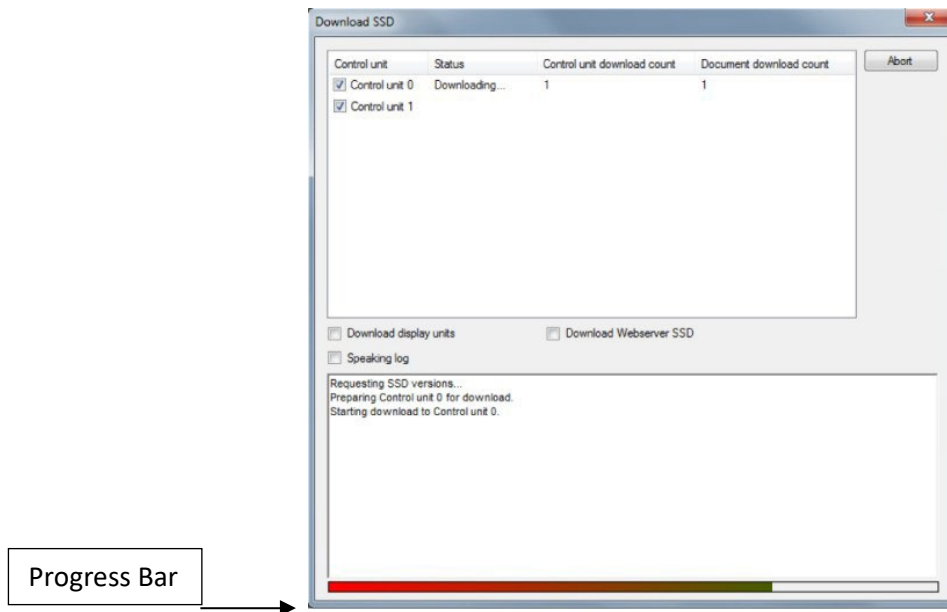 Download SSD
Control unit Status Control unit download count Document download count Abort
Control unit 0 Downloading... 1 1
Control unit 1
Download display units Download Webserver SSD
Speaking log
Requesting SSD versions...
Preparing Control unit 0 for download.
Starting download to Control unit 0.
Progress Bar